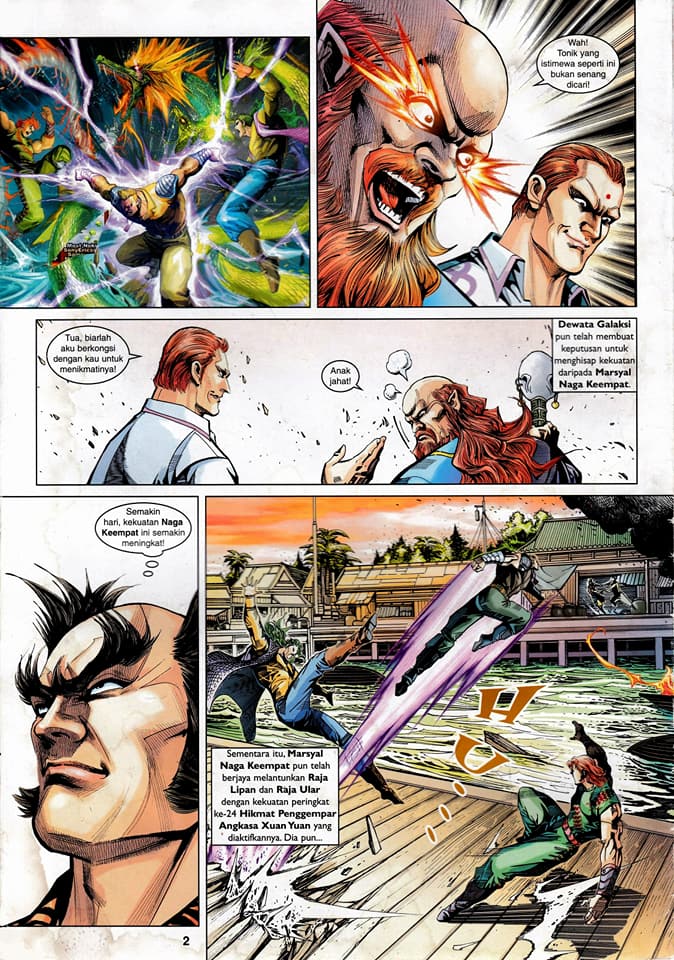 Wah!
Tonik yang
istimewa seperti ini
bukan senang
dicari!
Tua, biarlah
aku berkongsi
dengan kau untuk
menikmatinya!
Anak
jahat!
Dewata Galaksi
pun telah membuat
keputusan untuk
menghisap kekuatan
daripada Marsyal
Naga Keempat.
Semakin
hari, kekuatan Naga
Keempat ini semakin
meningkat!
Sementara itu, Marsyal
Naga Keempat pun telah
berjaya melantunkan Raja
Lipan dan Raja Ular
dengan kekuatan peringkat
ke-24 Hikmat Penggempar
Angkasa Xuan Yuan yang
diaktifkannya. Dia pun...
HU...
2